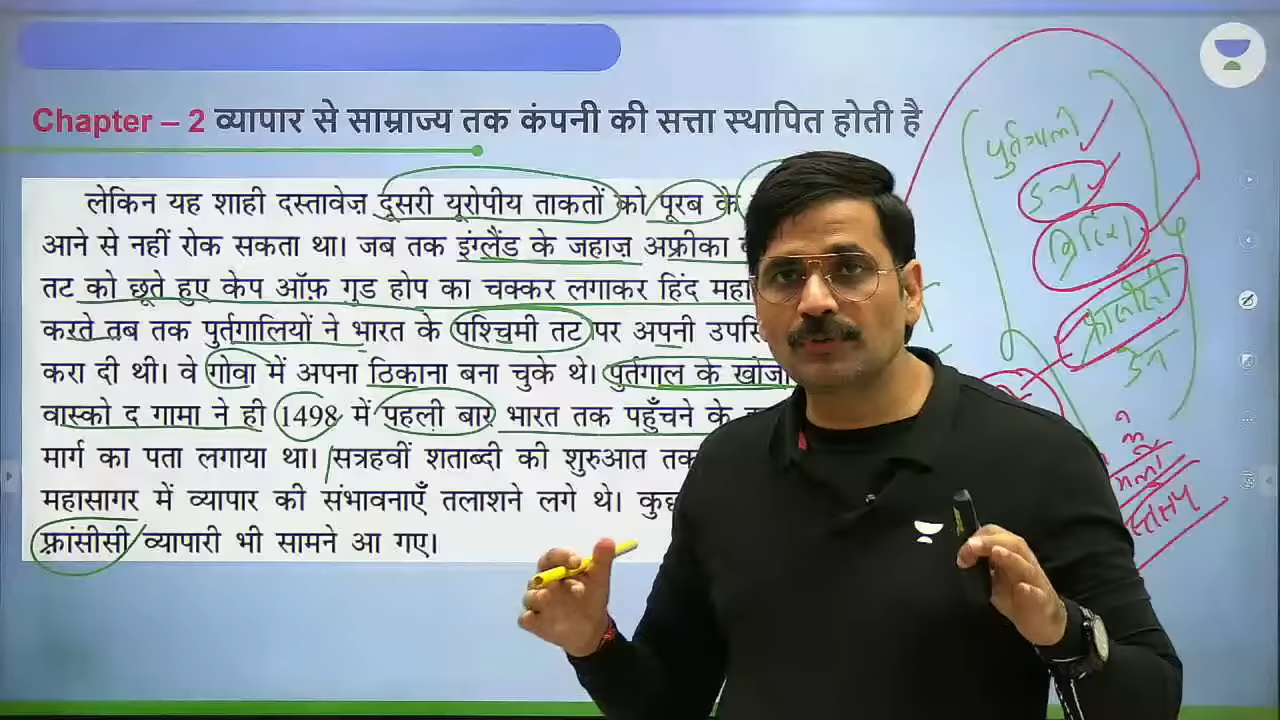 Chapter – 2 व्यापार से साम्राज्य तक कंपनी की सत्ता स्थापित होती है
लेकिन यह शाही दस्तावेज़ दूसरी यूरोपीय ताकतों को पूरब के
आने से नहीं रोक सकता था। जब तक इंग्लैंड के जहाज़ अफ़्रीका
तट को छूते हुए केप ऑफ़ गुड होप का चक्कर लगाकर हिंद
करते तब तक पुर्तगालियों ने भारत के पश्चिमी तट पर अपनी
करा दी थी। वे गोवा में अपना ठिकाना बना चुके थे। पुर्तगाल के
वास्को द गामा ने ही 1498 में पहली बार भारत तक पहुँचने के
मार्ग का पता लगाया था। सत्रहवीं शताब्दी की शुरुआत
महासागर में व्यापार की संभावनाएँ तलाशने लगे थे।
फ़्रांसीसी व्यापारी भी सामने आ गए।
पुर्तगाली
डच